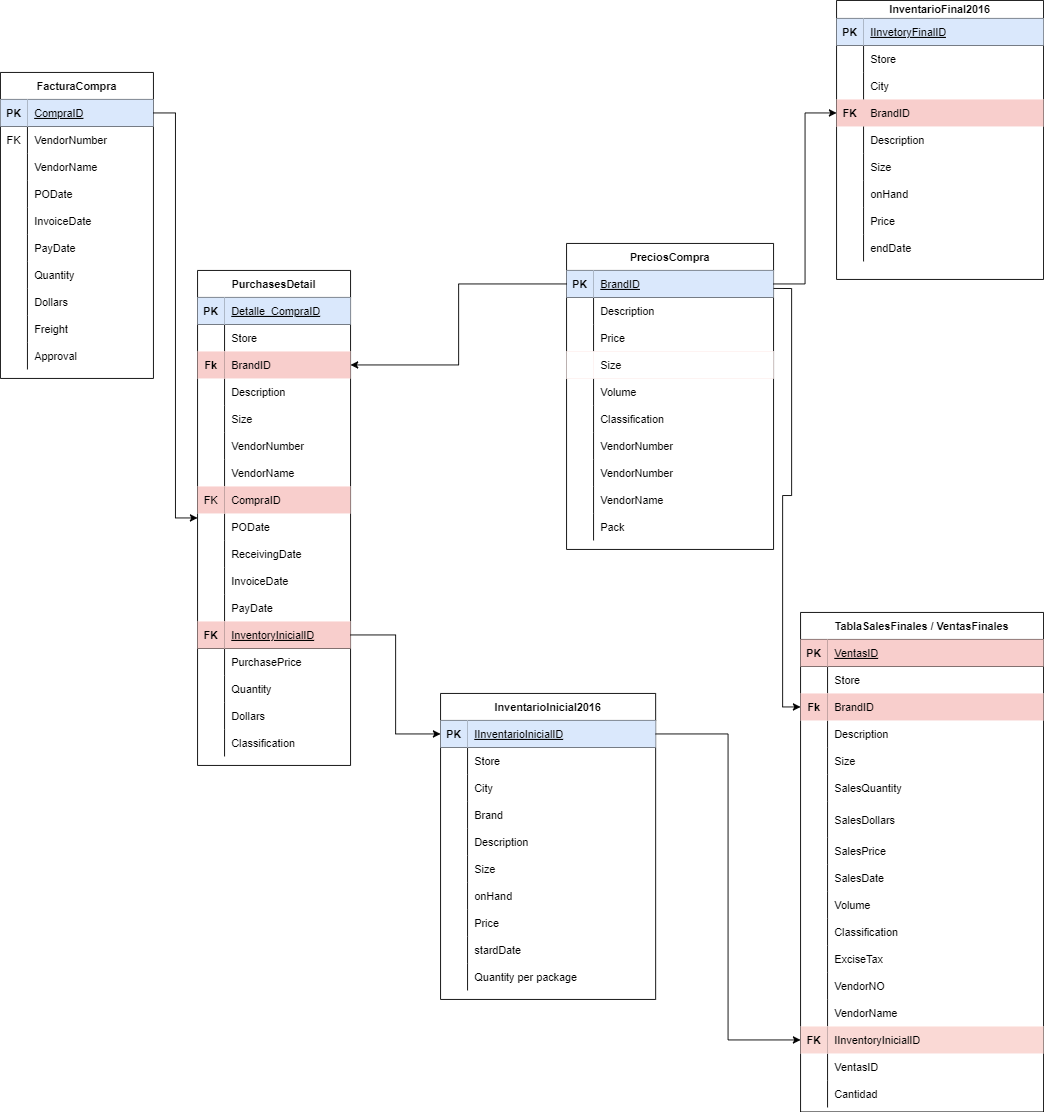 InventarioFinal2016
PK IInvetoryFinalID
Store
City
FK BrandID
Description
Size
onHand
Price
endDate
FacturaCompra
PK CompraID
FK VendorNumber
VendorName
PODate
InvoiceDate
PayDate
Quantity
Dollars
Freight
Approval
PurchasesDetail
PK Detalle_CompraID
Store
Fk BrandID
Description
Size
VendorNumber
VendorName
FK CompraID
PODate
ReceivingDate
InvoiceDate
PayDate
FK InventoryInicialID
PurchasePrice
Quantity
Dollars
Classification
PreciosCompra
PK BrandID
Description
Price
Size
Volume
Classification
VendorNumber
VendorNumber
VendorName
Pack
InventarioInicial2016
PK IInventarioInicialID
Store
City
Brand
Description
Size
onHand
Price
stardDate
Quantity per package
TablaSalesFinales / VentasFinales
PK VentasID
Store
Fk BrandID
Description
Size
SalesQuantity
SalesDollars
SalesPrice
SalesDate
Volume
Classification
ExciseTax
VendorNO
VendorName
FK IInventoryInicialID
VentasID
Cantidad